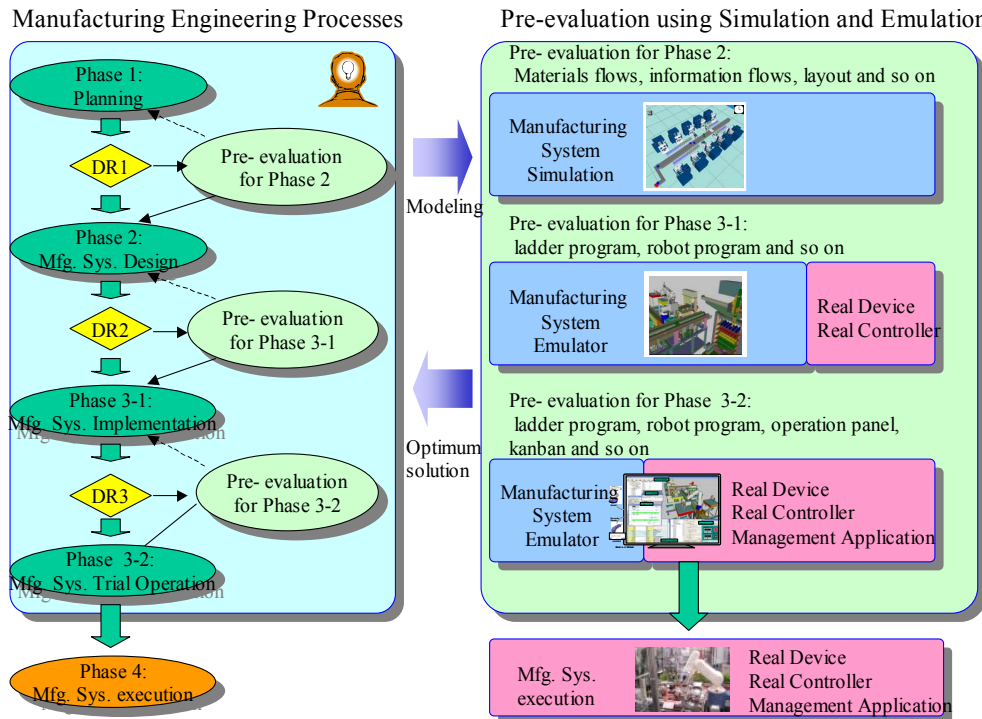 Manufacturing Engineering Processes
Phase 1:
Planning
DR1
Pre- evaluation
for Phase 2
Phase 2:
Mfg. Sys. Design
DR2
Pre- evaluation
for Phase 3-1
Phase 3-1:
Mfg. Sys. Implementation
DR3
Pre- evaluation
for Phase 3-2
Phase 3-2:
Mfg. Sys. Trial Operation
Phase 4:
Mfg. Sys. execution
Modeling
Optimum
solution
Pre-evaluation using Simulation and Emulation
Pre- evaluation for Phase 2:
Materials flows, information flows, layout and so on
Manufacturing
System
Simulation
Pre- evaluation for Phase 3-1:
ladder program, robot program and so on
Manufacturing
System
Emulator
Real Device
Real Controller
Pre- evaluation for Phase 3-2:
ladder program, robot program, operation panel,
kanban and so on
Manufacturing
System
Emulator
Real Device
Real Controller
Management Application
Mfg. Sys.
execution
Real Device
Real Controller
Management Application